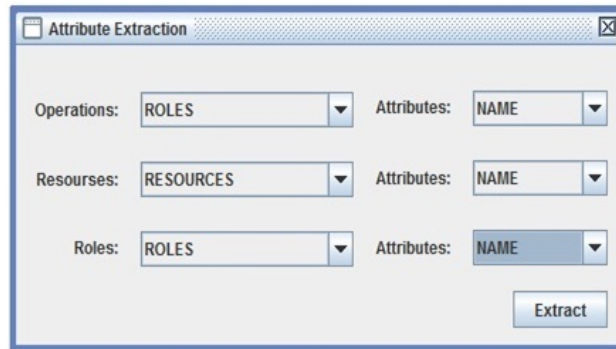 Attribute Extraction
Operations: ROLES Attributes: NAME
Resourses: RESOURCES Attributes: NAME
Roles: ROLES Attributes: NAME
Extract